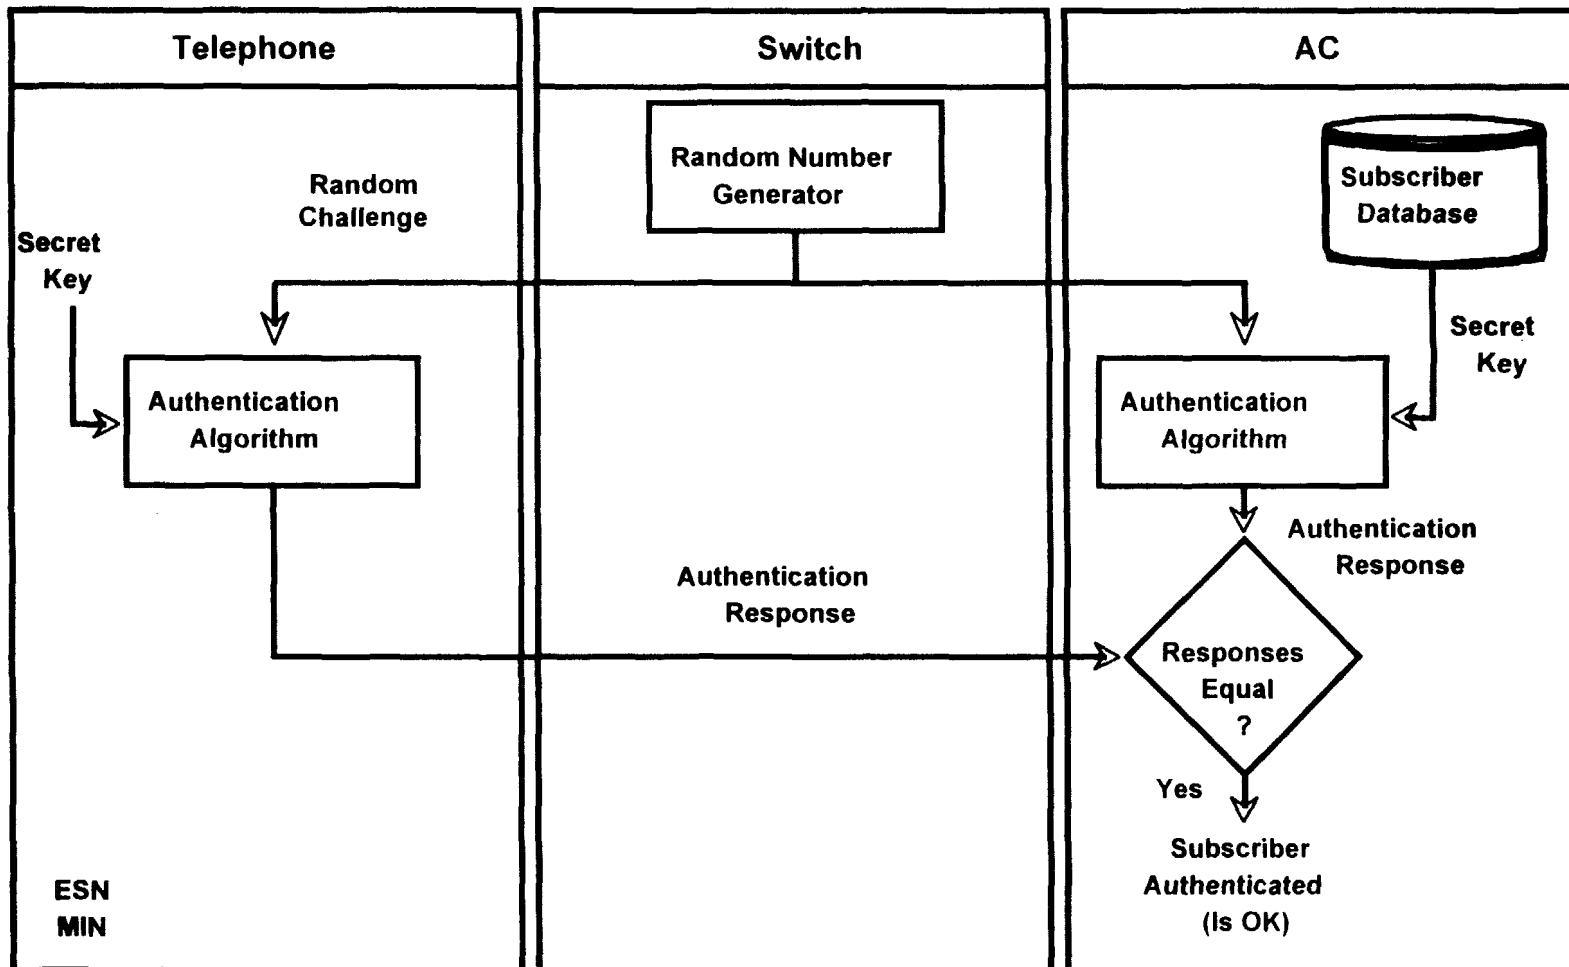 Telephone
Switch
AC
Random Number
Generator
Subscriber
Database
Random
Challenge
Secret
Key
Secret
Key
Authentication
Algorithm
Authentication
Algorithm
Authentication
Response
Authentication
Response
Responses
Equal
?
Yes
Subscriber
Authenticated
(Is OK)
ESN
MIN